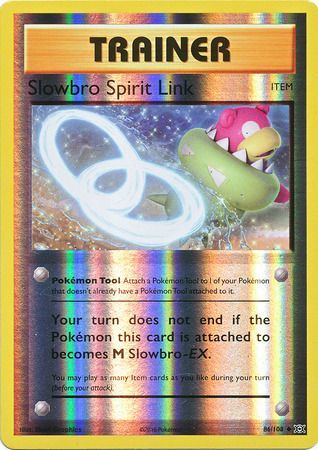 TRAINER
Slowbro Spirit Link
ITEM
Pokémon Tool Attach a Pokémon Tool to 1 of your Pokémon
that doesn't already have a Pokémon Tool attached to it.
Your turn does not end if the
Pokémon this card is attached to
becomes M Slowbro-EX.
You may play as many Item cards as you like during your turn
(before your attack).
Graphics
©2016 Pokémon
86/108